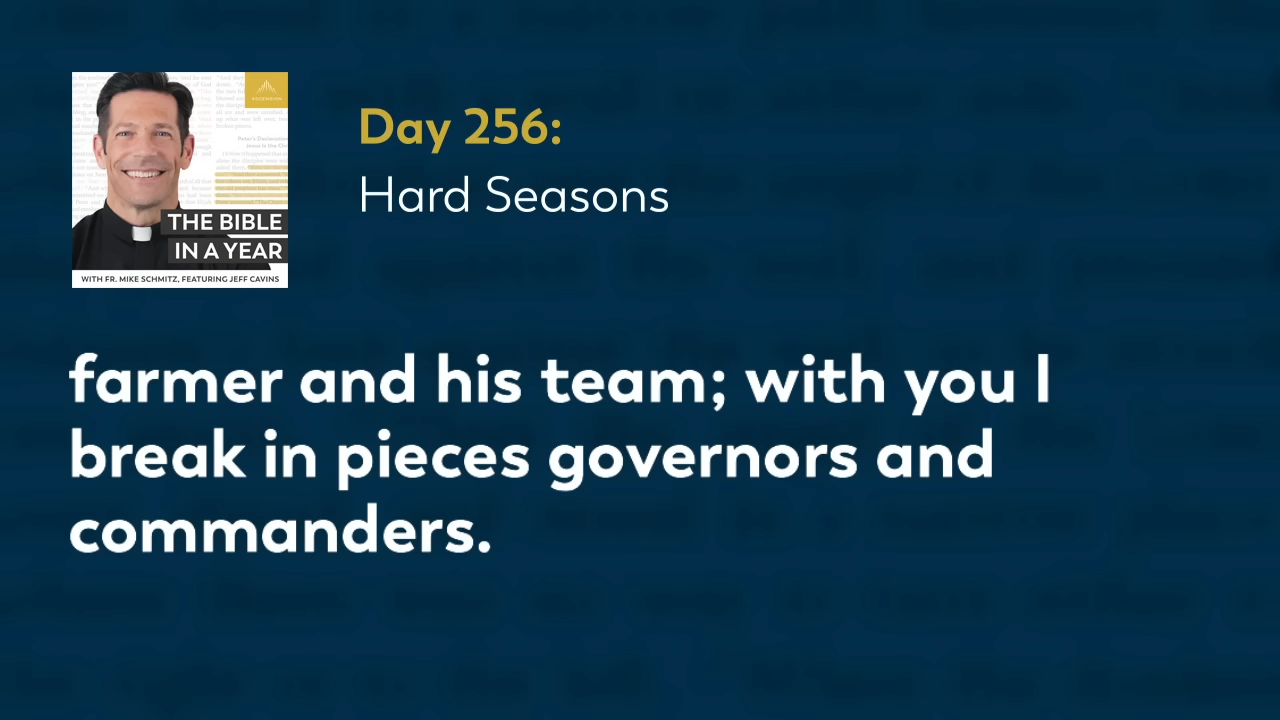 THE BIBLE
IN A YEAR
WITH FR. MIKE SCHMITZ, FEATURING JEFF CAVINS
Day 256:
Hard Seasons
farmer and his team; with you I
break in pieces governors and
commanders.